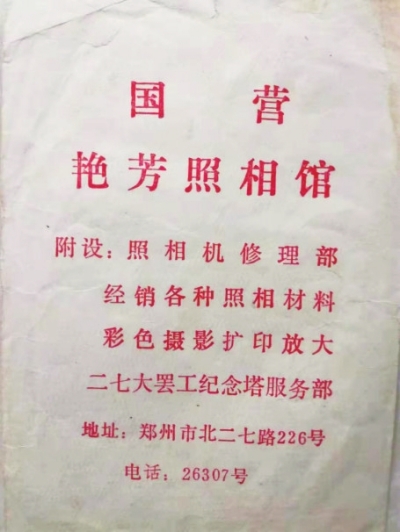 国营
艳芳照相馆
附设：照相机修理部
经销各种照相材料
彩色摄影扩印放大
二七大罢工纪念塔服务部
地址：郑州市北二七路226号
电话：26307号